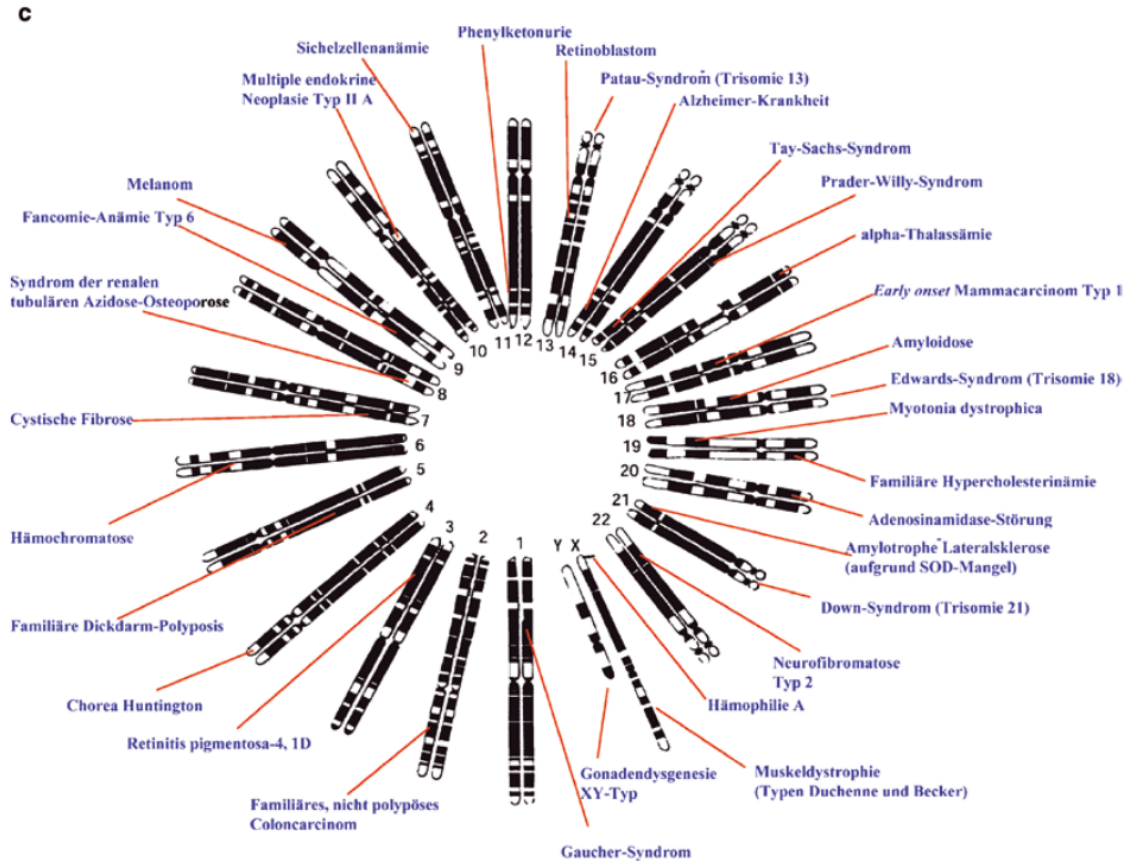 c
Phenylketonurie
Sichelzellenanämie
Retinoblastom
Multiple endokrine
Neoplasie Typ II A
Patau-Syndrom (Trisomie 13)
Alzheimer-Krankheit
Tay-Sachs-Syndrom
Melanom
Prader-Willy-Syndrom
Fancomie-Anämie Typ 6
alpha-Thalassämie
Syndrom der renalen
tubulären Azidose-Osteoporose
Early onset Mammacarcinom Typ 1
Amyloidose
Edwards-Syndrom (Trisomie 18)
Cystische Fibrose
Myotonia dystrophica
Familiäre Hypercholesterinämie
Hämochromatose
Adenosinamidase-Störung
Amylotrophe Lateralsklerose
(aufgrund SOD-Mangel)
Familiäre Dickdarm-Polyposis
Down-Syndrom (Trisomie 21)
Neurofibromatose
Typ 2
Chorea Huntington
Hämophilie A
Retinitis pigmentosa-4, 1D
Gonadendysgenesie
XY-Typ
Muskeldystrophie
(Typen Duchenne und Becker)
Familiäres, nicht polypöses
Coloncarcinom
Gaucher-Syndrom
1
2
3
4
5
6
7
8
9
10
11
12
13
14
15
16
17
18
19
20
21
22
Y X